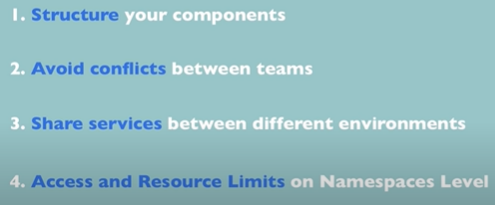 1. Structure your components
2. Avoid conflicts between teams
3. Share services between different environments
4. Access and Resource Limits on Namespaces Level